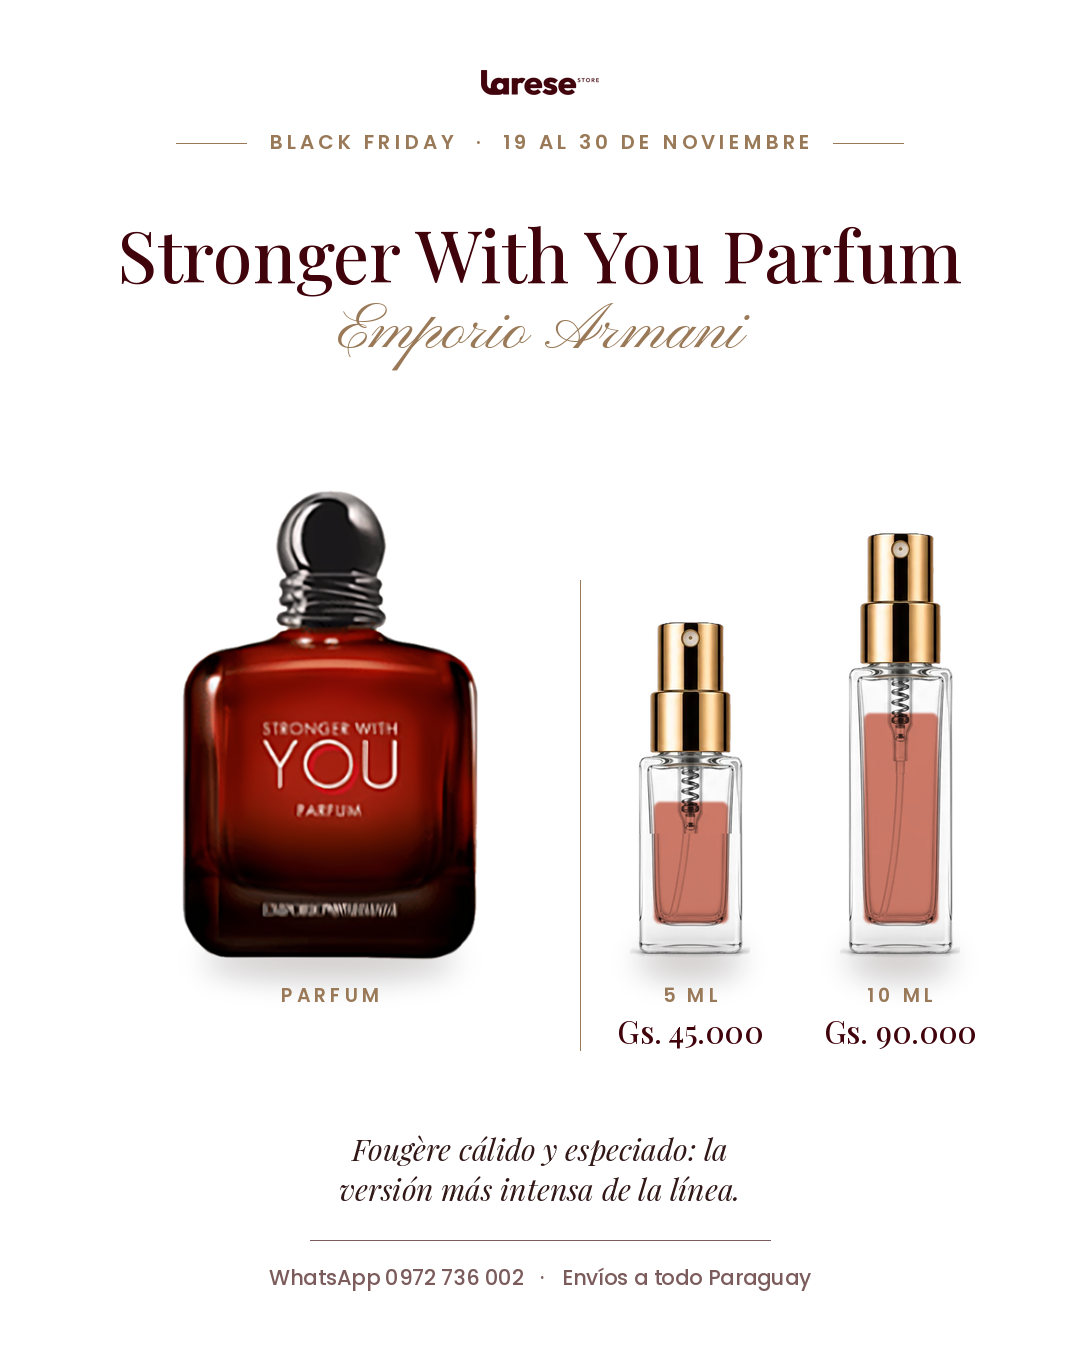 larese STORE
BLACK FRIDAY · 19 AL 30 DE NOVIEMBRE
Stronger With You Parfum
Emporio Armani
STRONGER WITH
YOU
PARFUM
PARFUM
5 ML
Gs. 45.000
10 ML
Gs. 90.000
Fougère cálido y especiado: la
versión más intensa de la línea.
WhatsApp 0972 736 002 · Envíos a todo Paraguay